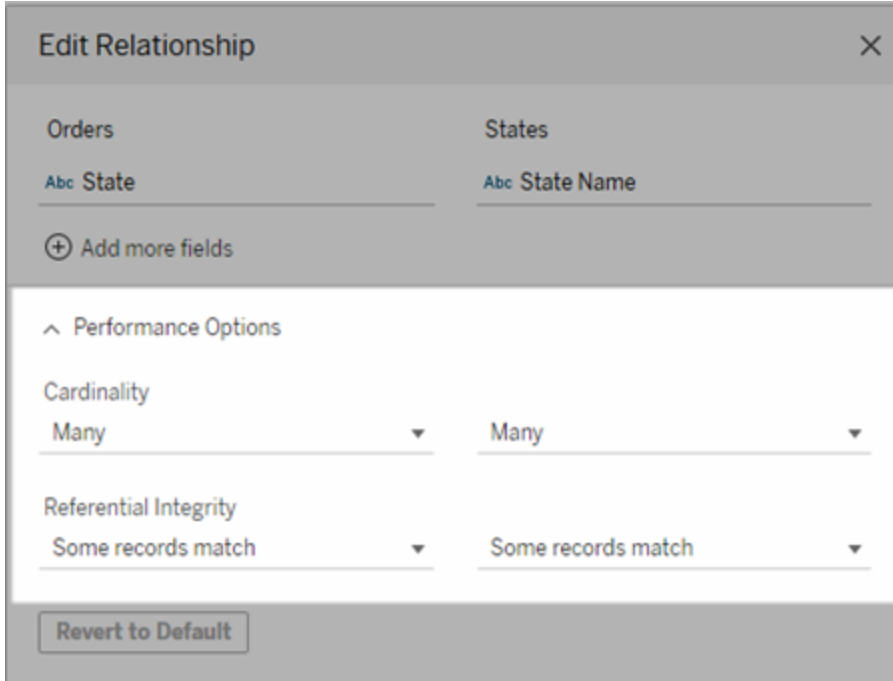 Edit Relationship
Orders States
Abc State Abc State Name
Add more fields
Performance Options
Cardinality
Many Many
Referential Integrity
Some records match Some records match
Revert to Default